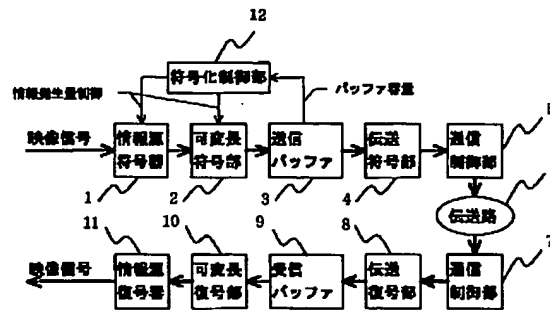 12
符号化制御部
情報発生量制御
バッファ容量
映像信号
情報源
符号器
可変長
符号部
送信
バッファ
伝送
符号部
通信
制御部
1
2
3
4
伝送路
11
10
9
8
7
映像信号
情報源
復号器
可変長
復号部
受信
バッファ
伝送
復号部
通信
制御部